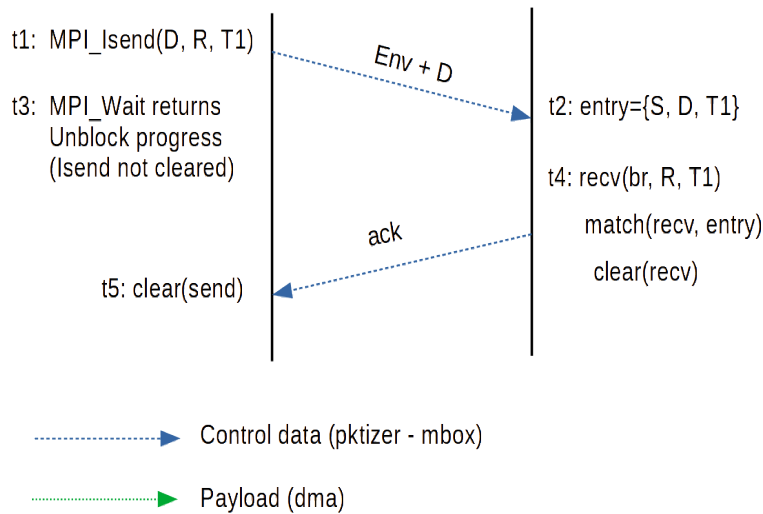 t1: MPI_Isend(D, R, T1)
Env + D
t3: MPI_Wait returns
Unblock progress
(Isend not cleared)
t2: entry={S, D, T1}
t4: recv(br, R, T1)
match(recv, entry)
clear(recv)
ack
t5: clear(send)
Control data (pktizer - mbox)
Payload (dma)